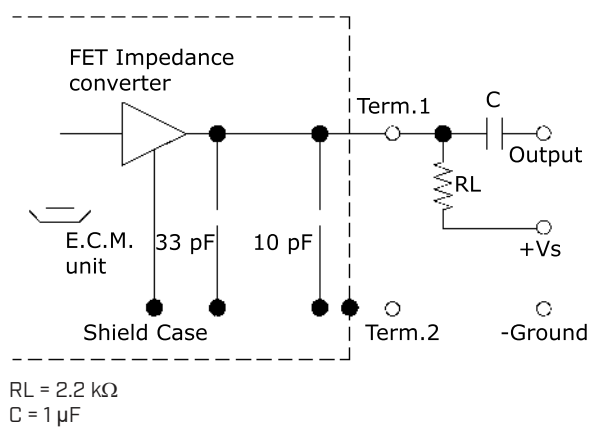 FET Impedance
converter
Term.1
C
Output
RL
+Vs
E.C.M.
unit
33 pF
10 pF
Shield Case
Term.2
-Ground
RL = 2.2 kΩ
C = 1 µF